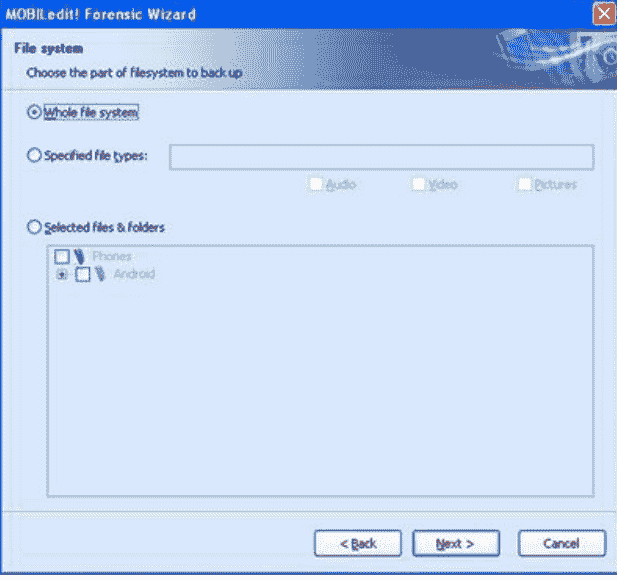 MOBILedit! Forensic Wizard
File system
Choose the part of filesystem to back up
Whole file system
Specified file types:
Audio Video Pictures
Selected files & folders
Phones
Android
< Back Next > Cancel